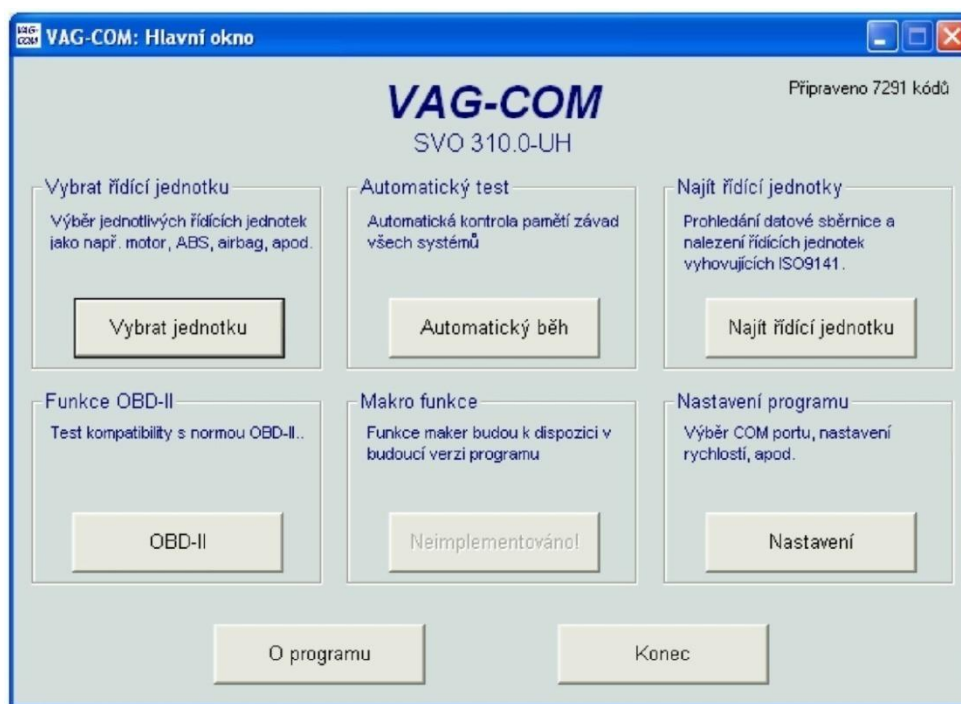 VAG-COM VAG-COM: Hlavní okno
VAG-COM
Připraveno 7291 kódů
SVO 310.0-UH
Vybrat řídící jednotku
Výběr jednotlivých řídících jednotek
jako např. motor, ABS, airbag, apod.
Vybrat jednotku
Automatický test
Automatická kontrola pamětí závad
všech systémů
Automatický běh
Najít řídící jednotky
Prohledání datové sběrnice a
nalezení řídících jednotek
vyhovujících ISO9141.
Najít řídící jednotku
Funkce OBD-II
Test kompatibility s normou OBD-II..
OBD-II
Makro funkce
Funkce maker budou k dispozici v
budoucí verzi programu
Neimplementováno!
Nastavení programu
Výběr COM portu, nastavení
rychlostí, apod.
Nastavení
O programu
Konec